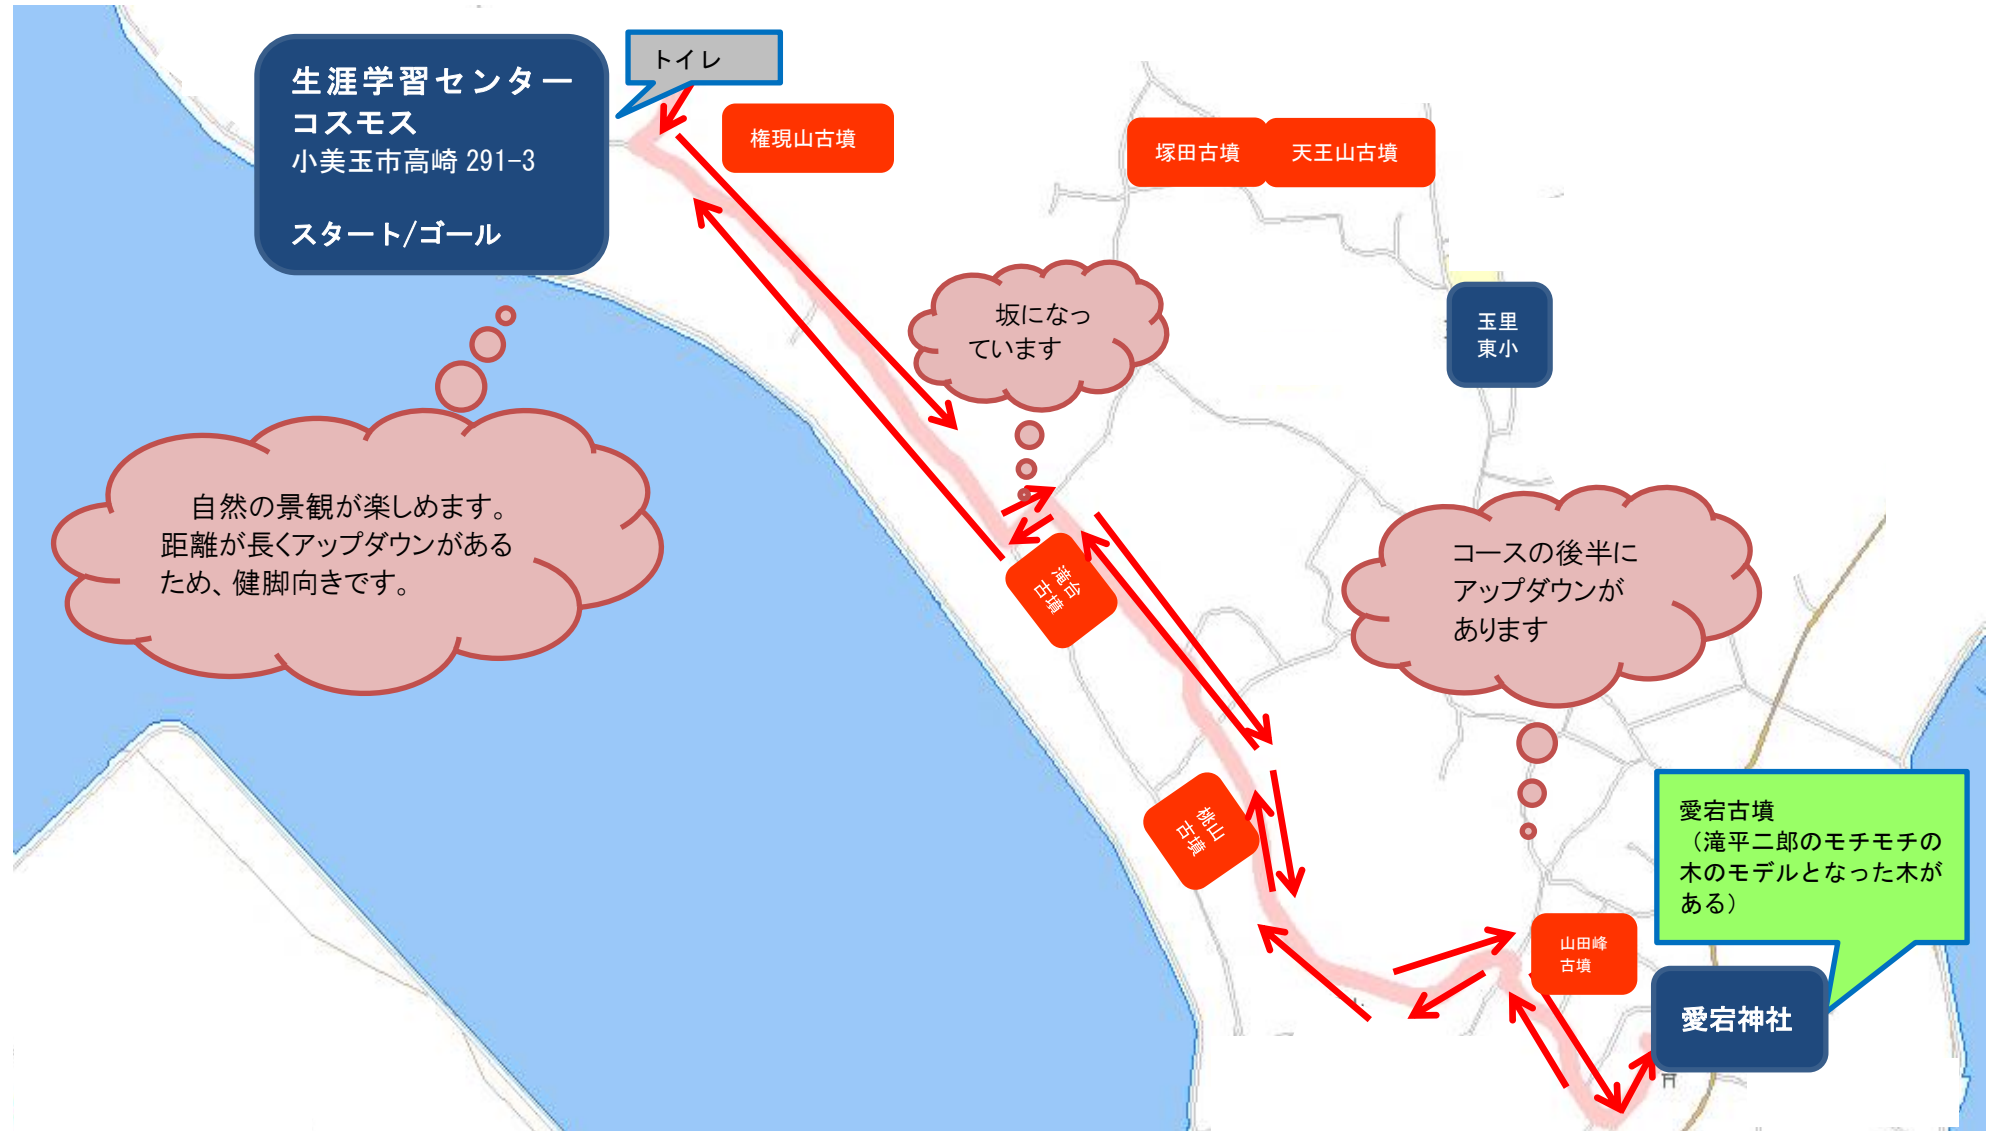 生涯学習センター
コスモス
小美玉市高崎 291-3
スタート/ゴール
トイレ
権現山古墳
塚田古墳
天王山古墳
坂になっ
ています
玉里
東小
自然の景観が楽しめます。
距離が長くアップダウンがある
ため、健脚向きです。
滝台
古墳
コースの後半に
アップダウンが
あります
桃山
古墳
愛宕古墳
（滝平二郎のモチモチの
木のモデルとなった木が
ある）
山田峰
古墳
愛宕神社